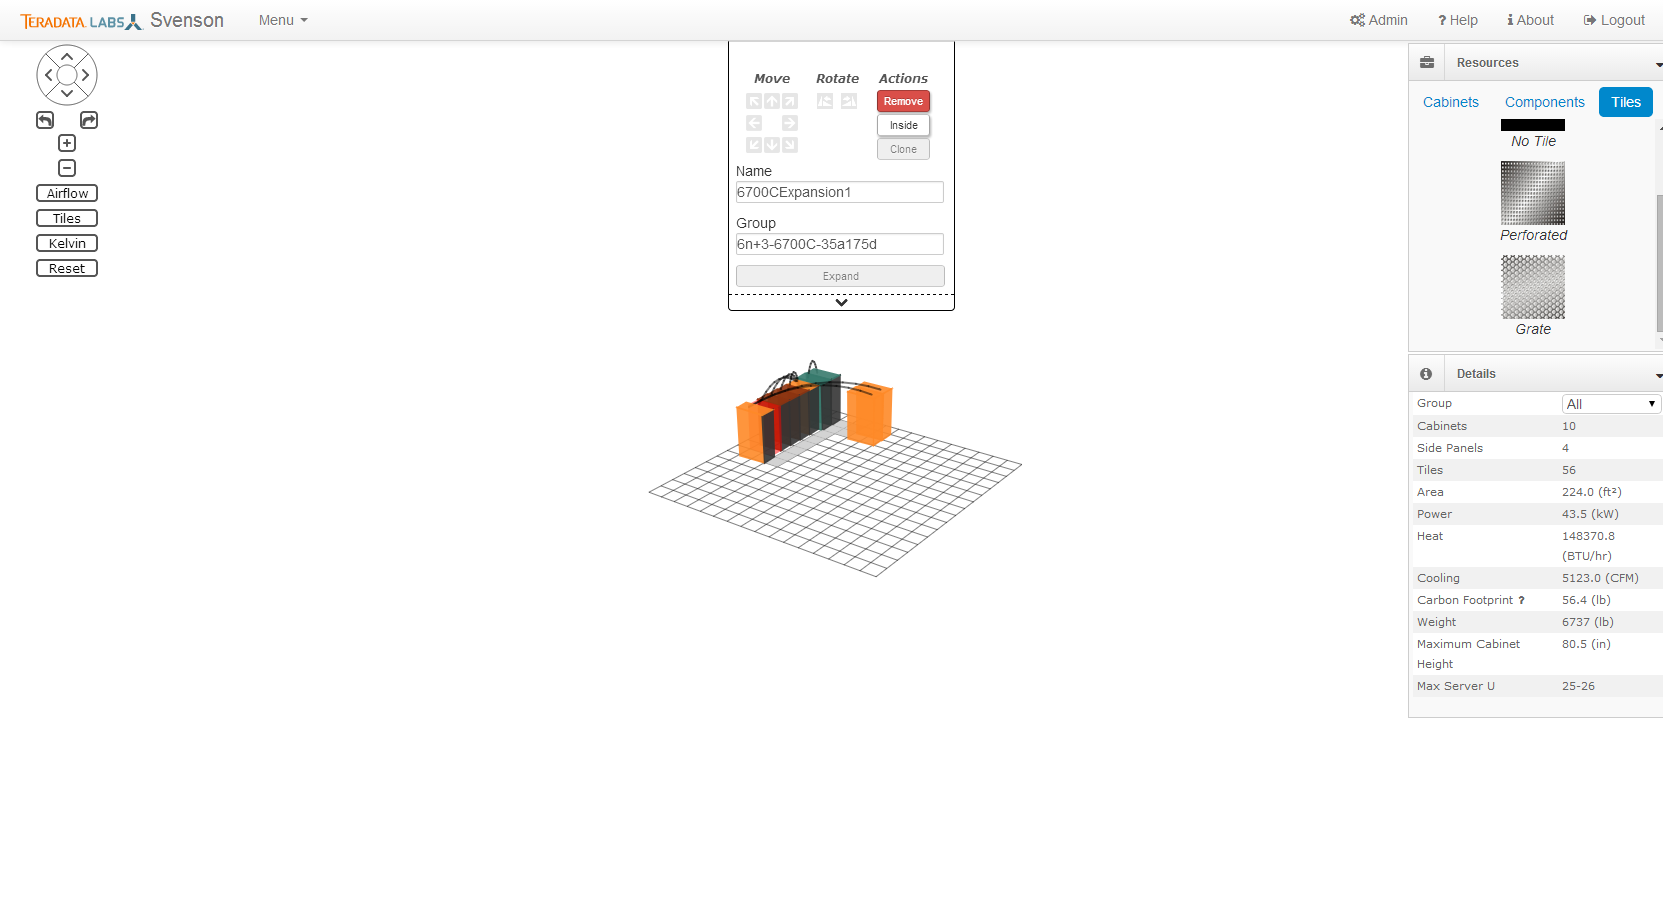 TERADATA LABS Svenson Menu Admin ? Help About Logout
Move Rotate Actions
Remove
Inside
Clone
Name
6700CExpansion1
Group
6n+3-6700C-35a175d
Expand
Airflow
Tiles
Kelvin
Reset
Resources
Cabinets Components Tiles
No Tile
Perforated
Grate
Details
Group All
Cabinets 10
Side Panels 4
Tiles 56
Area 224.0 (ft²)
Power 43.5 (kW)
Heat 148370.8
(BTU/hr)
Cooling 5123.0 (CFM)
Carbon Footprint ? 56.4 (lb)
Weight 6737 (lb)
Maximum Cabinet 80.5 (in)
Height
Max Server U 25-26